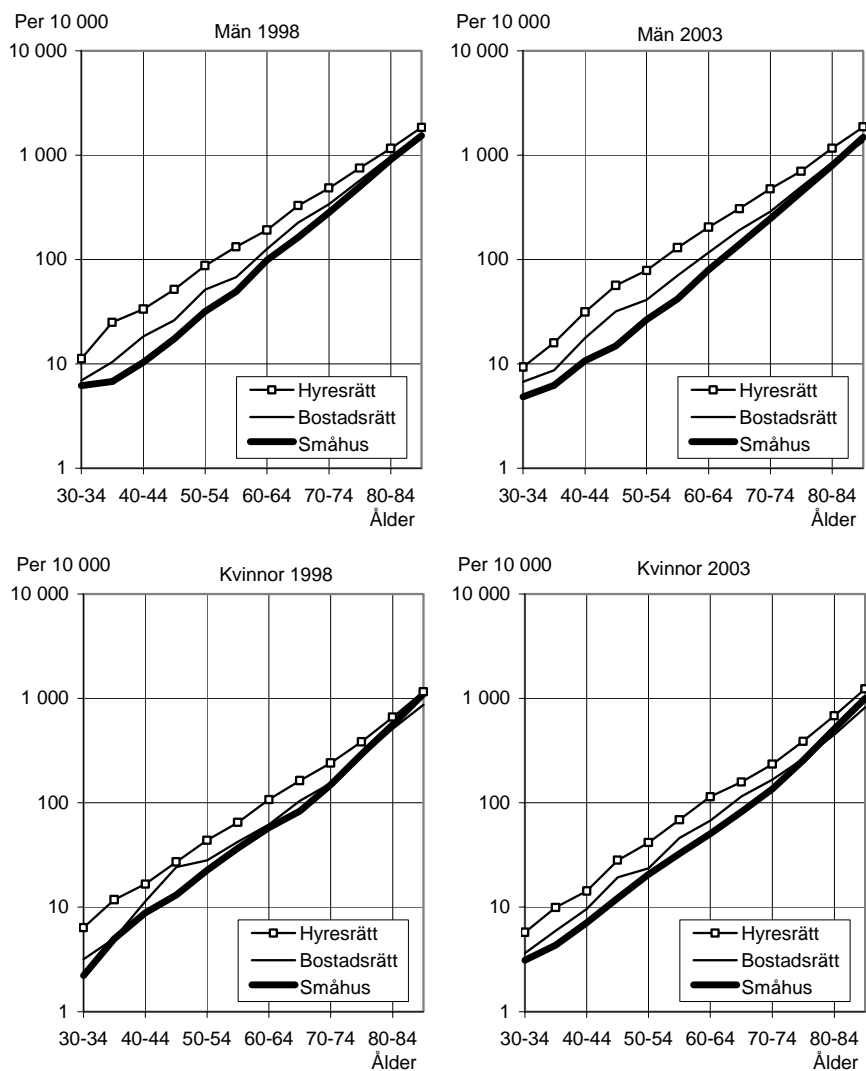 Per 10 000
Män 1998
10 000
1 000
100
10
1
Hyresrätt
Bostadsrätt
Småhus
30-34 40-44 50-54 60-64 70-74 80-84
Ålder
Per 10 000
Män 2003
10 000
1 000
100
10
1
Hyresrätt
Bostadsrätt
Småhus
30-34 40-44 50-54 60-64 70-74 80-84
Ålder
Per 10 000
Kvinnor 1998
10 000
1 000
100
10
1
Hyresrätt
Bostadsrätt
Småhus
30-34 40-44 50-54 60-64 70-74 80-84
Ålder
Per 10 000
Kvinnor 2003
10 000
1 000
100
10
1
Hyresrätt
Bostadsrätt
Småhus
30-34 40-44 50-54 60-64 70-74 80-84
Ålder